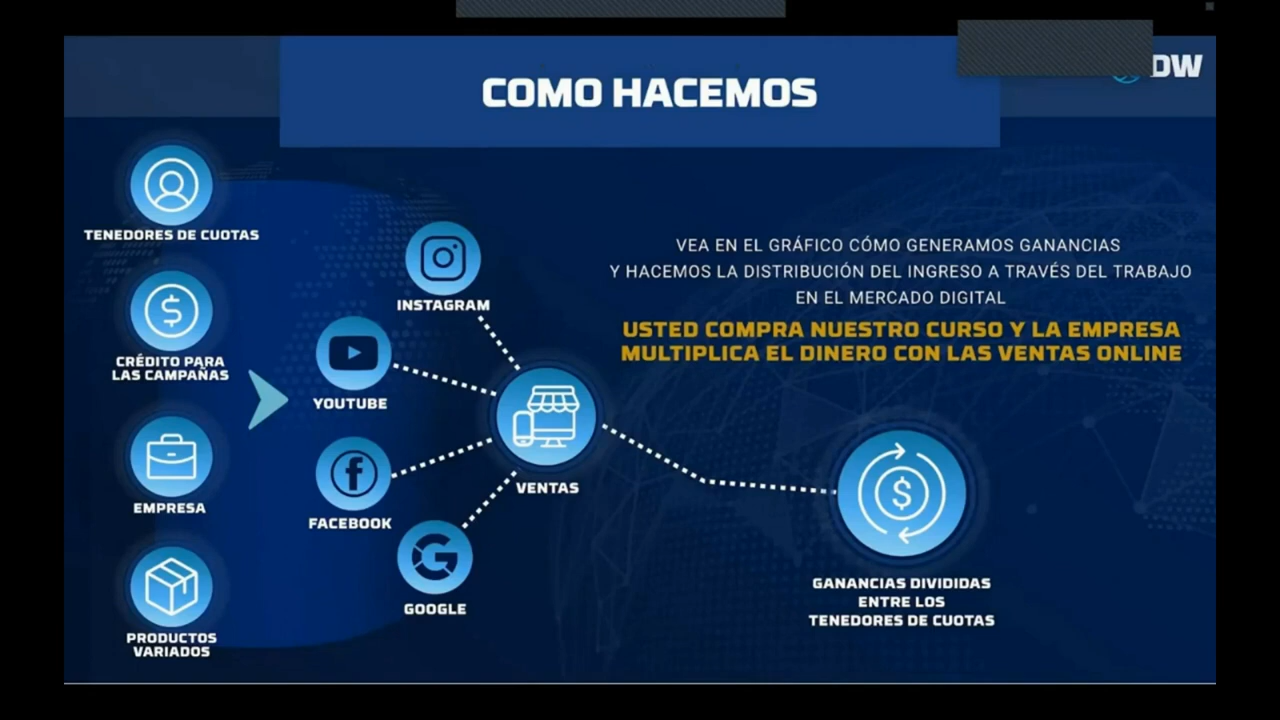 COMO HACEMOS
DW
TENEDORES DE CUOTAS
CRÉDITO PARA
LAS CAMPAÑAS
EMPRESA
PRODUCTOS
VARIADOS
INSTAGRAM
YOUTUBE
FACEBOOK
GOOGLE
VENTAS
VEA EN EL GRÁFICO CÓMO GENERAMOS GANANCIAS
Y HACEMOS LA DISTRIBUCIÓN DEL INGRESO A TRAVÉS DEL TRABAJO
EN EL MERCADO DIGITAL
USTED COMPRA NUESTRO CURSO Y LA EMPRESA
MULTIPLICA EL DINERO CON LAS VENTAS ONLINE
GANANCIAS DIVIDIDAS
ENTRE LOS
TENEDORES DE CUOTAS